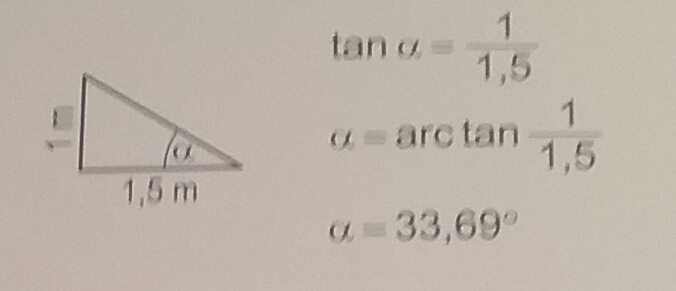 tan α = 1/1,5
1 m
α
1,5 m
α = arc tan 1/1,5
α = 33,69°